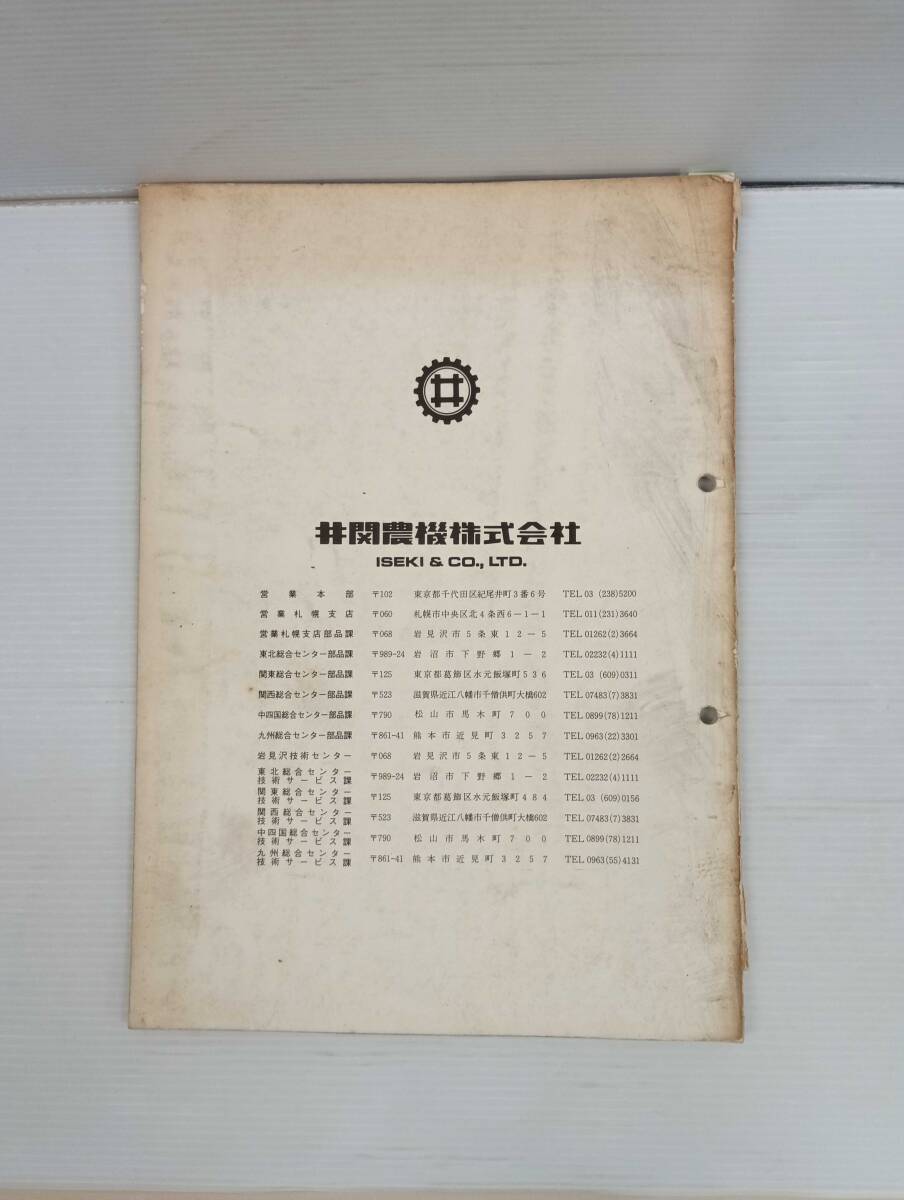 井関農機株式会社
ISEKI & CO., LTD.
営業本部 〒102 東京都千代田区紀尾井町3番6号 TEL 03 (238)5200
営業札幌支店 〒060 札幌市中央区北4条西6－1－1 TEL 011(231)3640
営業札幌支店部品課 〒068 岩見沢市5条東12－5 TEL 01262(2)3664
東北総合センター部品課 〒989-24 岩沼市下野郷1－2 TEL 02232(4)1111
関東総合センター部品課 〒125 東京都葛飾区水元飯塚町536 TEL 03 (609)0311
関西総合センター部品課 〒523 滋賀県近江八幡市千僧供町大橋602 TEL 07483(7)3831
中四国総合センター部品課 〒790 松山市馬木町700 TEL 0899(78)1211
九州総合センター部品課 〒861-41 熊本市近見町3257 TEL 0963(22)3301
岩見沢技術センター 〒068 岩見沢市5条東12－5 TEL 01262(2)2664
東北総合センター
技術サービス課 〒989-24 岩沼市下野郷1－2 TEL 02232(4)1111
関東総合センター
技術サービス課 〒125 東京都葛飾区水元飯塚町484 TEL 03 (609)0156
関西総合センター
技術サービス課 〒523 滋賀県近江八幡市千僧供町大橋602 TEL 07483(7)3831
中四国総合センター
技術サービス課 〒790 松山市馬木町700 TEL 0899(78)1211
九州総合センター
技術サービス課 〒861-41 熊本市近見町3257 TEL 0963(55)4131